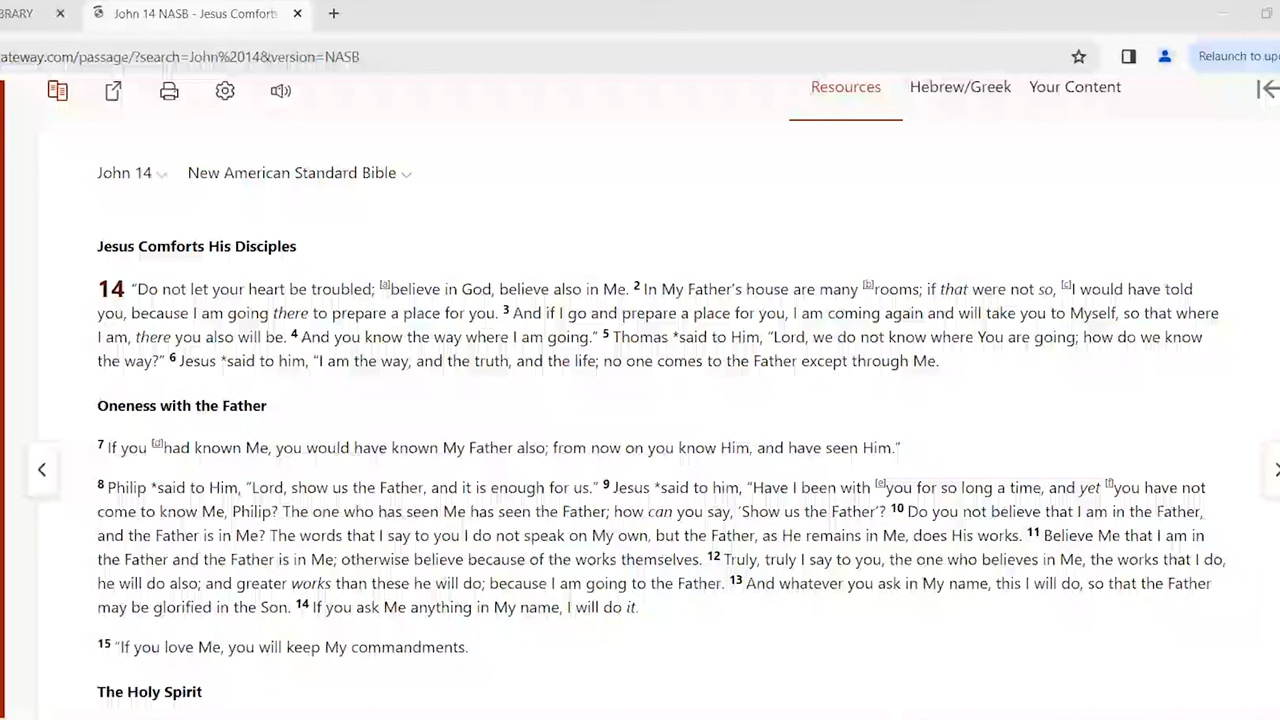 BRARY
John 14 NASB - Jesus Comforts
ateway.com/passage/?search=John%2014&version=NASB
Relaunch to up
Resources Hebrew/Greek Your Content
John 14 New American Standard Bible
Jesus Comforts His Disciples
14 “Do not let your heart be troubled; [a]believe in God, believe also in Me. 2 In My Father’s house are many [b]rooms; if that were not so, [c]I would have told
you, because I am going there to prepare a place for you. 3 And if I go and prepare a place for you, I am coming again and will take you to Myself, so that where
I am, there you also will be. 4 And you know the way where I am going.” 5 Thomas *said to Him, “Lord, we do not know where You are going; how do we know
the way?” 6 Jesus *said to him, “I am the way, and the truth, and the life; no one comes to the Father except through Me.
Oneness with the Father
7 If you [d]had known Me, you would have known My Father also; from now on you know Him, and have seen Him.”
8 Philip *said to Him, “Lord, show us the Father, and it is enough for us.” 9 Jesus *said to him, “Have I been with [e]you for so long a time, and yet [f]you have not
come to know Me, Philip? The one who has seen Me has seen the Father; how can you say, ‘Show us the Father’? 10 Do you not believe that I am in the Father,
and the Father is in Me? The words that I say to you I do not speak on My own, but the Father, as He remains in Me, does His works. 11 Believe Me that I am in
the Father and the Father is in Me; otherwise believe because of the works themselves. 12 Truly, truly I say to you, the one who believes in Me, the works that I do,
he will do also; and greater works than these he will do; because I am going to the Father. 13 And whatever you ask in My name, this I will do, so that the Father
may be glorified in the Son. 14 If you ask Me anything in My name, I will do it.
15 “If you love Me, you will keep My commandments.
The Holy Spirit